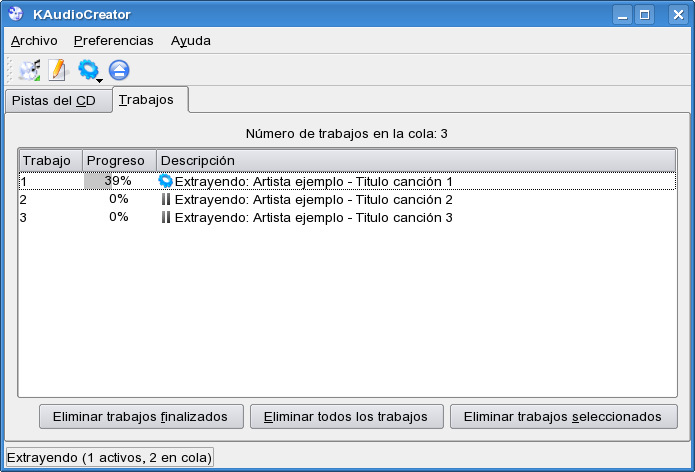 KAudioCreator
Archivo Preferencias Ayuda
Pistas del CD Trabajos
Número de trabajos en la cola: 3
Trabajo Progreso Descripción
1 39% Extrayendo: Artista ejemplo - Titulo canción 1
2 0% Extrayendo: Artista ejemplo - Titulo canción 2
3 0% Extrayendo: Artista ejemplo - Titulo canción 3
Eliminar trabajos finalizados Eliminar todos los trabajos Eliminar trabajos seleccionados
Extrayendo (1 activos, 2 en cola)